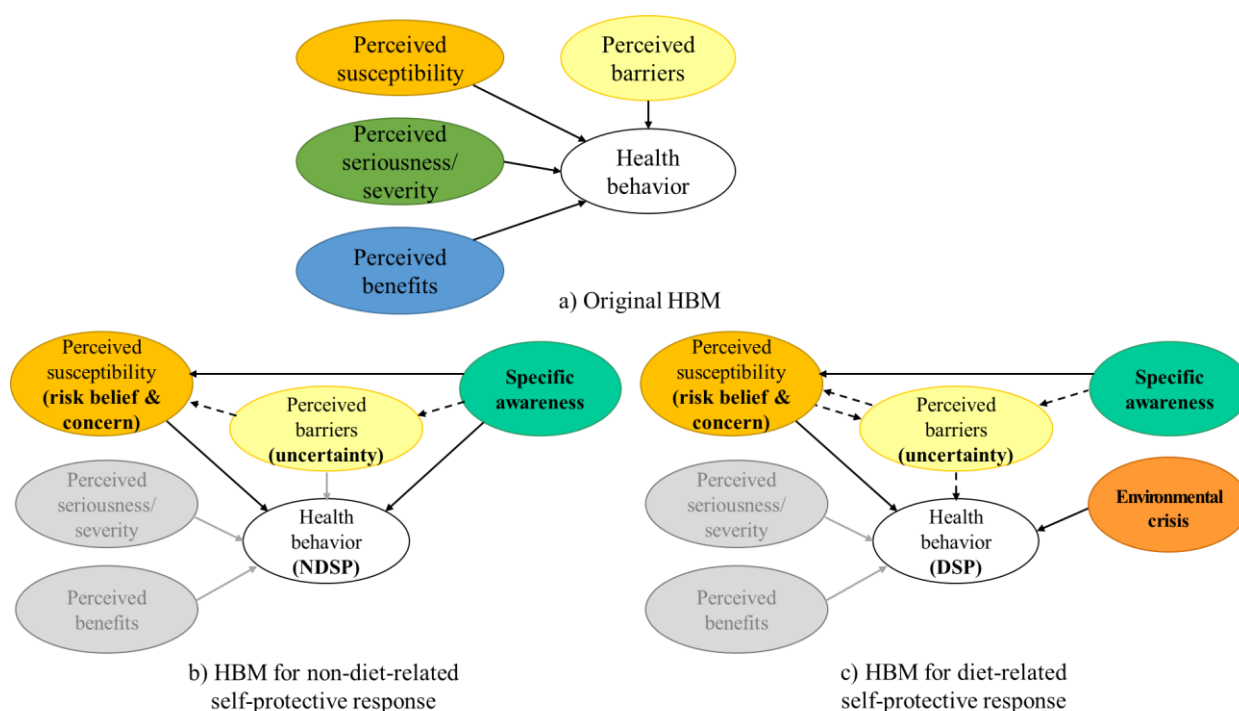 Perceived
susceptibility
Perceived
barriers
Perceived
seriousness/
severity
Health
behavior
Perceived
benefits
a) Original HBM
Perceived
susceptibility
(risk belief &
concern)
Specific
awareness
Perceived
barriers
(uncertainty)
Perceived
seriousness/
severity
Health
behavior
(NDSP)
Perceived
benefits
b) HBM for non-diet-related
self-protective response
Perceived
susceptibility
(risk belief &
concern)
Specific
awareness
Perceived
barriers
(uncertainty)
Perceived
seriousness/
severity
Environmental
crisis
Health
behavior
(DSP)
Perceived
benefits
c) HBM for diet-related
self-protective response